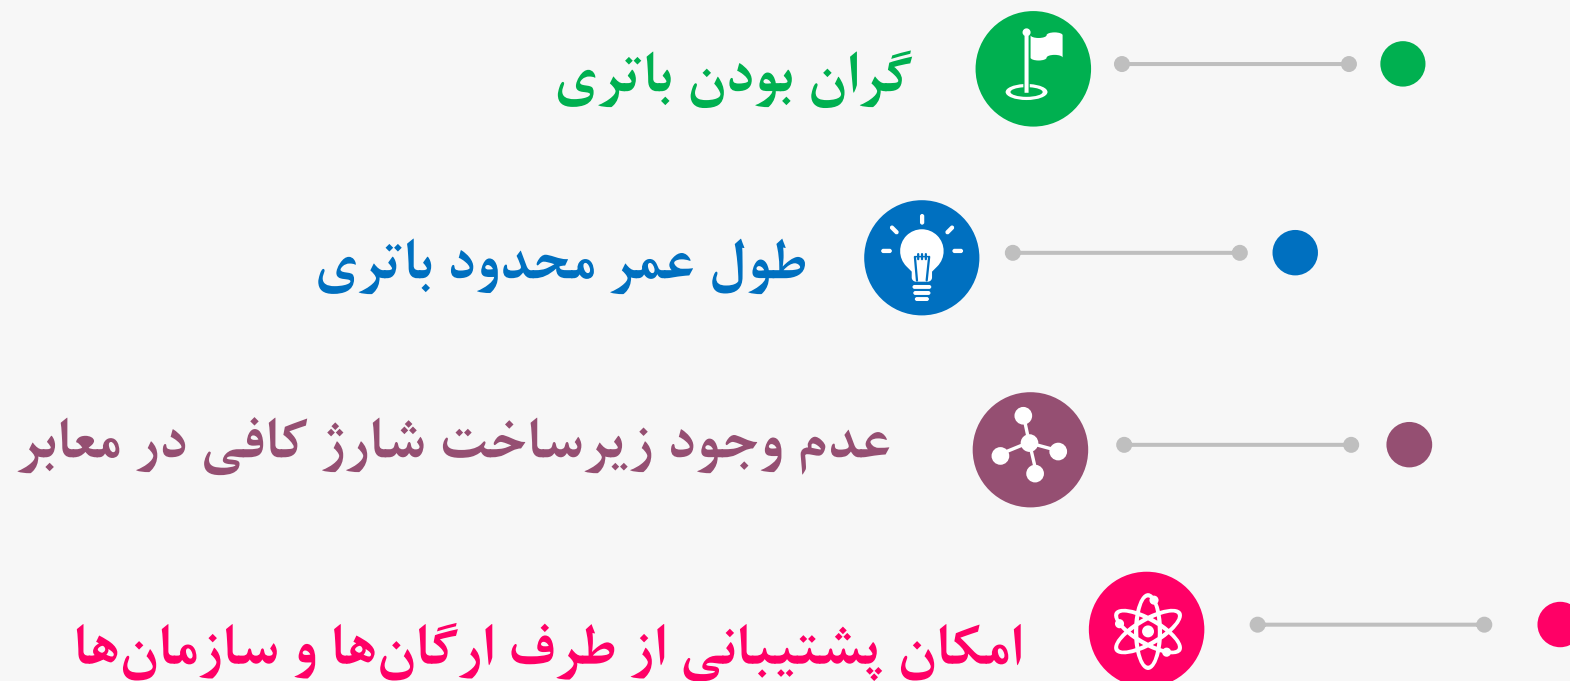 گران بودن باتری
طول عمر محدود باتری
عدم وجود زیرساخت شارژ کافی در معابر
امکان پشتیبانی از طرف ارگان‌ها و سازمان‌ها